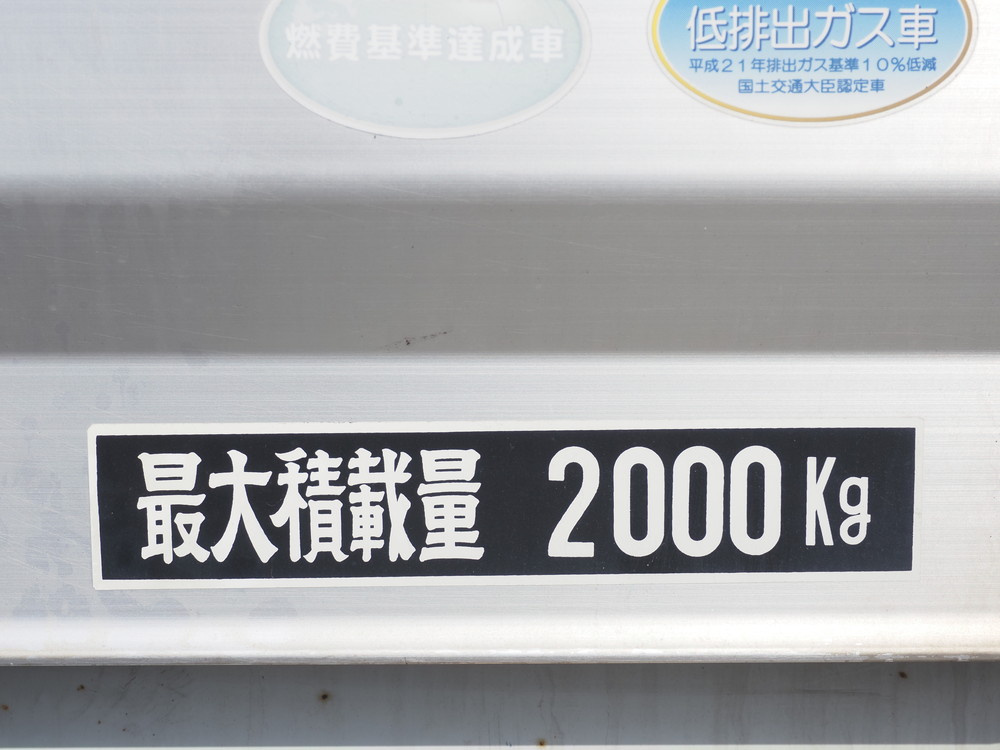 燃費基準達成車
低排出ガス車
平成21年排出ガス基準10%低減
国土交通大臣認定車
最大積載量 2000 Kg